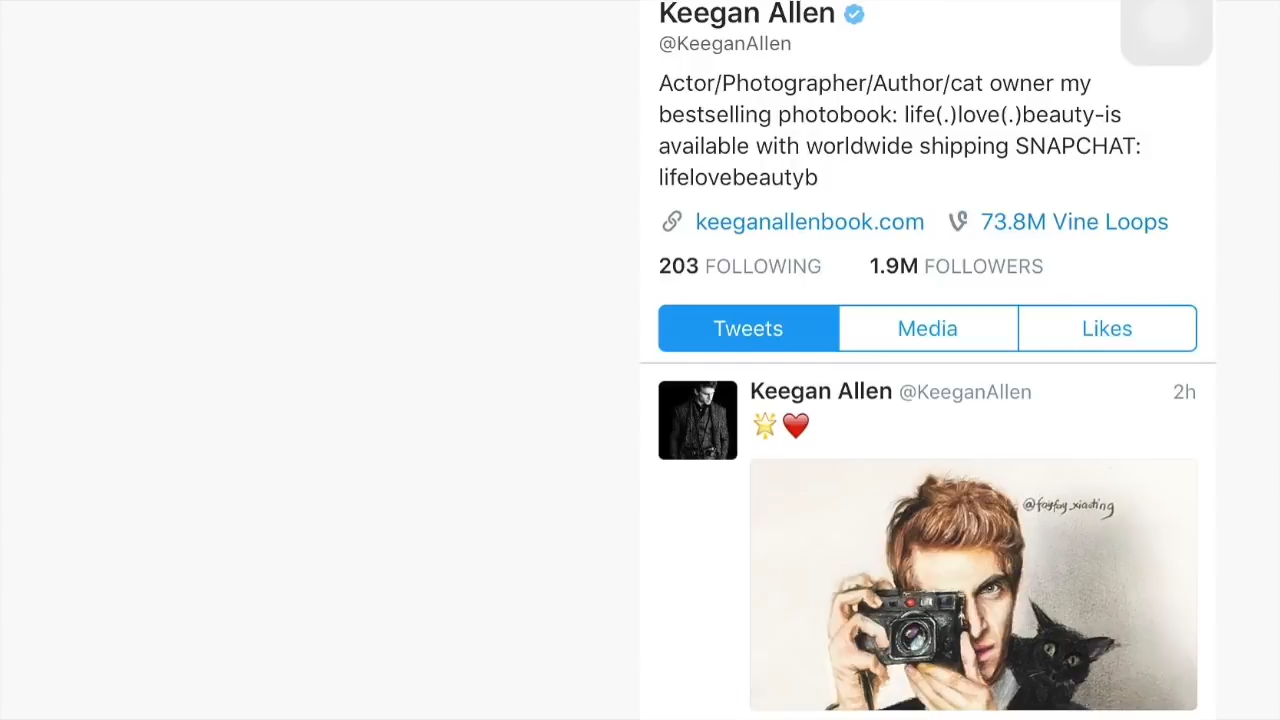 Keegan Allen
@KeeganAllen
Actor/Photographer/Author/cat owner my
bestselling photobook: life(.)love(.)beauty-is
available with worldwide shipping SNAPCHAT:
lifelovebeautyb
keeganallenbook.com 73.8M Vine Loops
203 FOLLOWING 1.9M FOLLOWERS
Tweets Media Likes
Keegan Allen @KeeganAllen 2h
@fayfay_xiaoting